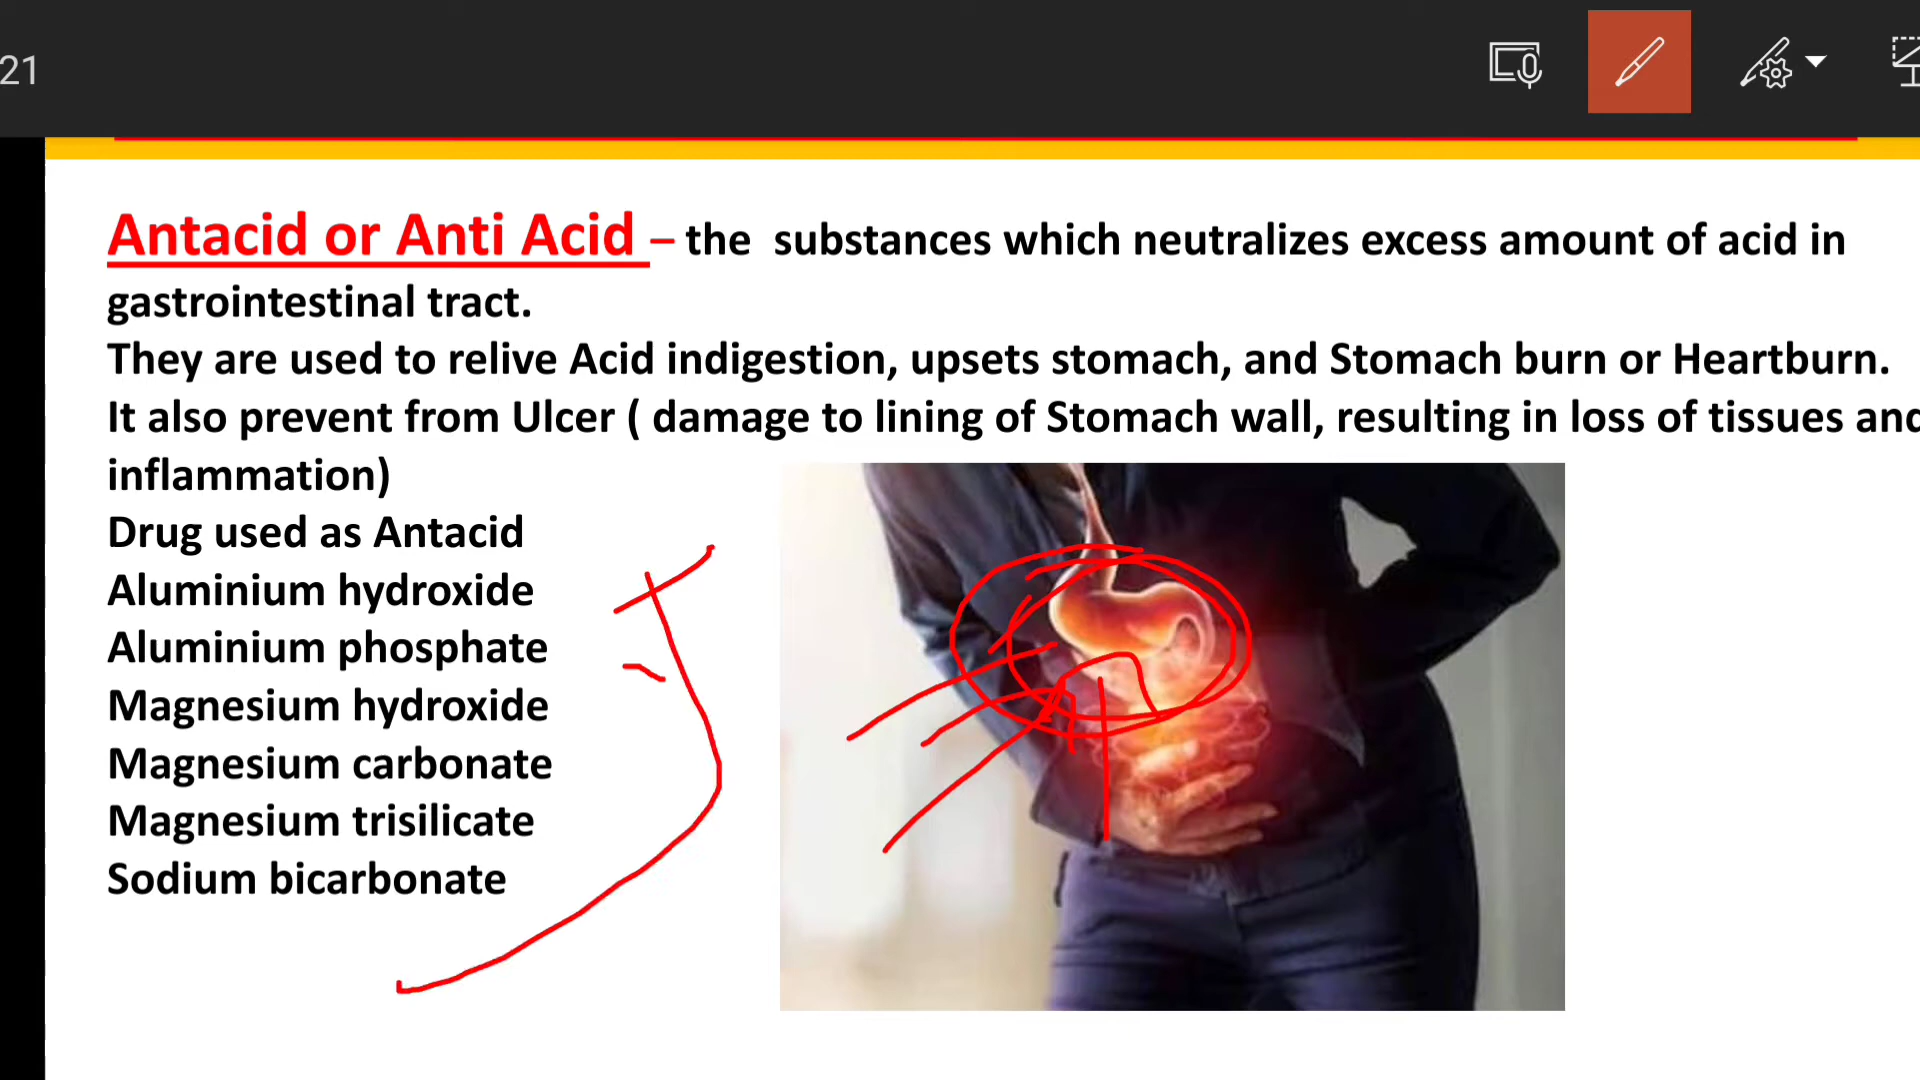 21
Antacid or Anti Acid – the substances which neutralizes excess amount of acid in
gastrointestinal tract.
They are used to relive Acid indigestion, upsets stomach, and Stomach burn or Heartburn.
It also prevent from Ulcer ( damage to lining of Stomach wall, resulting in loss of tissues and
inflammation)
Drug used as Antacid
Aluminium hydroxide
Aluminium phosphate
Magnesium hydroxide
Magnesium carbonate
Magnesium trisilicate
Sodium bicarbonate